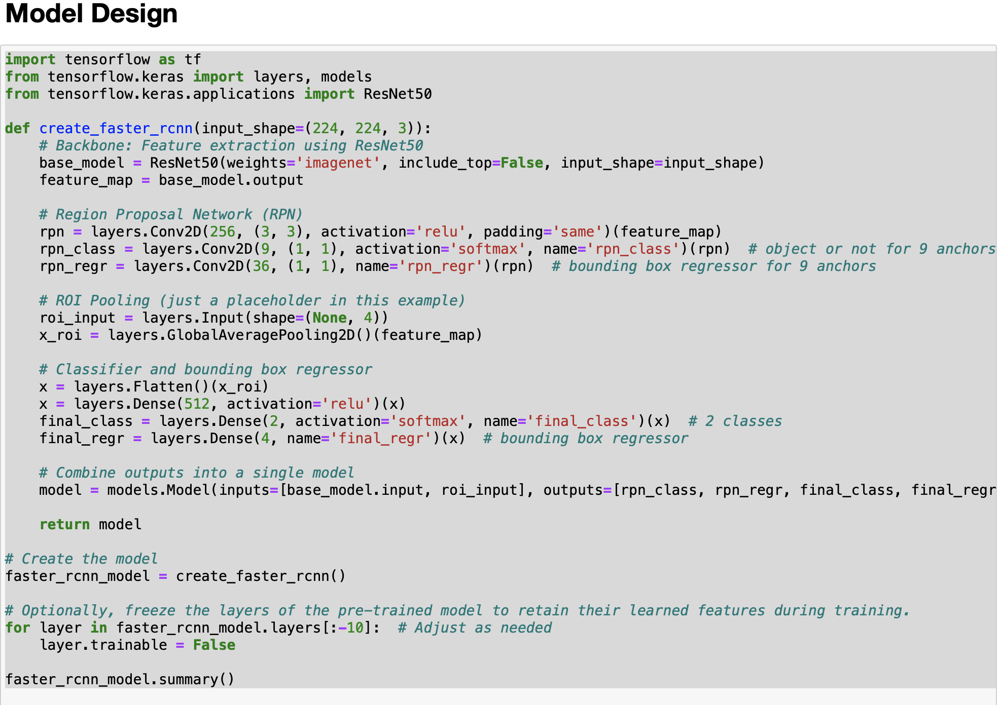 Model Design
import tensorflow as tf
from tensorflow.keras import layers, models
from tensorflow.keras.applications import ResNet50
def create_faster_rcnn(input_shape=(224, 224, 3)):
    # Backbone: Feature extraction using ResNet50
    base_model = ResNet50(weights='imagenet', include_top=False, input_shape=input_shape)
    feature_map = base_model.output
    # Region Proposal Network (RPN)
    rpn = layers.Conv2D(256, (3, 3), activation='relu', padding='same')(feature_map)
    rpn_class = layers.Conv2D(9, (1, 1), activation='softmax', name='rpn_class')(rpn)  # object or not for 9 anchors
    rpn_regr = layers.Conv2D(36, (1, 1), name='rpn_regr')(rpn)  # bounding box regressor for 9 anchors
    # ROI Pooling (just a placeholder in this example)
    roi_input = layers.Input(shape=(None, 4))
    x_roi = layers.GlobalAveragePooling2D()(feature_map)
    # Classifier and bounding box regressor
    x = layers.Flatten()(x_roi)
    x = layers.Dense(512, activation='relu')(x)
    final_class = layers.Dense(2, activation='softmax', name='final_class')(x)  # 2 classes
    final_regr = layers.Dense(4, name='final_regr')(x)  # bounding box regressor
    # Combine outputs into a single model
    model = models.Model(inputs=[base_model.input, roi_input], outputs=[rpn_class, rpn_regr, final_class, final_regr
    return model
# Create the model
faster_rcnn_model = create_faster_rcnn()
# Optionally, freeze the layers of the pre-trained model to retain their learned features during training.
for layer in faster_rcnn_model.layers[:-10]:  # Adjust as needed
    layer.trainable = False
faster_rcnn_model.summary()